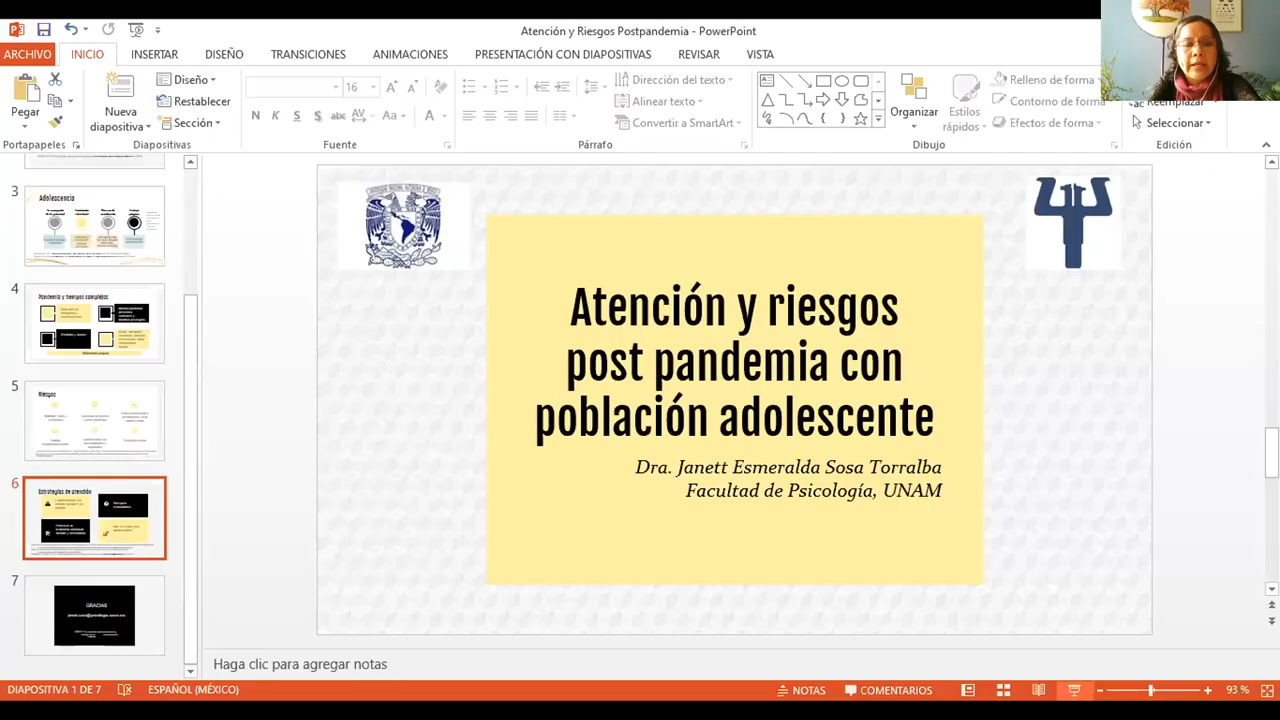 Atención y Riesgos Postpandemia - PowerPoint
ARCHIVO INICIO INSERTAR DISEÑO TRANSICIONES ANIMACIONES PRESENTACIÓN CON DIAPOSITIVAS REVISAR VISTA
Pegar
Nueva diapositiva
Diseño
Restablecer
Sección
16
N K S S abc AV Aa A
Dirección del texto
Alinear texto
Convertir a SmartArt
Organizar
Estilos rápidos
Relleno de forma
Contorno de forma
Efectos de forma
Reemplazar
Seleccionar
Portapapeles Diapositivas Fuente Párrafo Dibujo Edición
3
Adolescencia
4
Pandemia y tiempos complejos
5
Riesgos
6
Estrategias de atención
7
GRACIAS
Atención y riesgos
post pandemia con
población adolescente
Dra. Janett Esmeralda Sosa Torralba
Facultad de Psicología, UNAM
Haga clic para agregar notas
DIAPOSITIVA 1 DE 7 ESPAÑOL (MÉXICO) NOTAS COMENTARIOS 93 %